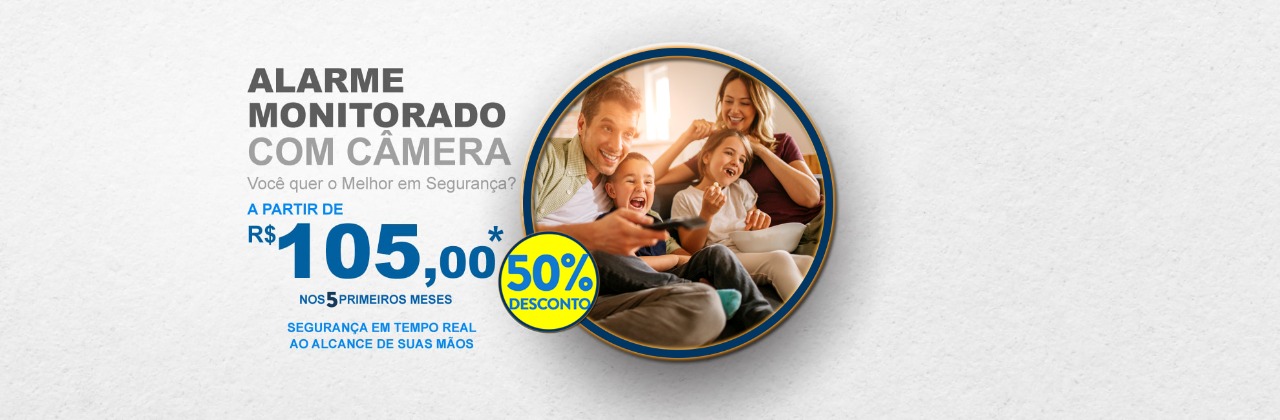 ALARME
MONITORADO
COM CÂMERA
Você quer o Melhor em Segurança?
A PARTIR DE
R$105,00*
NOS 5 PRIMEIROS MESES
SEGURANÇA EM TEMPO REAL
AO ALCANCE DE SUAS MÃOS
50%
DESCONTO